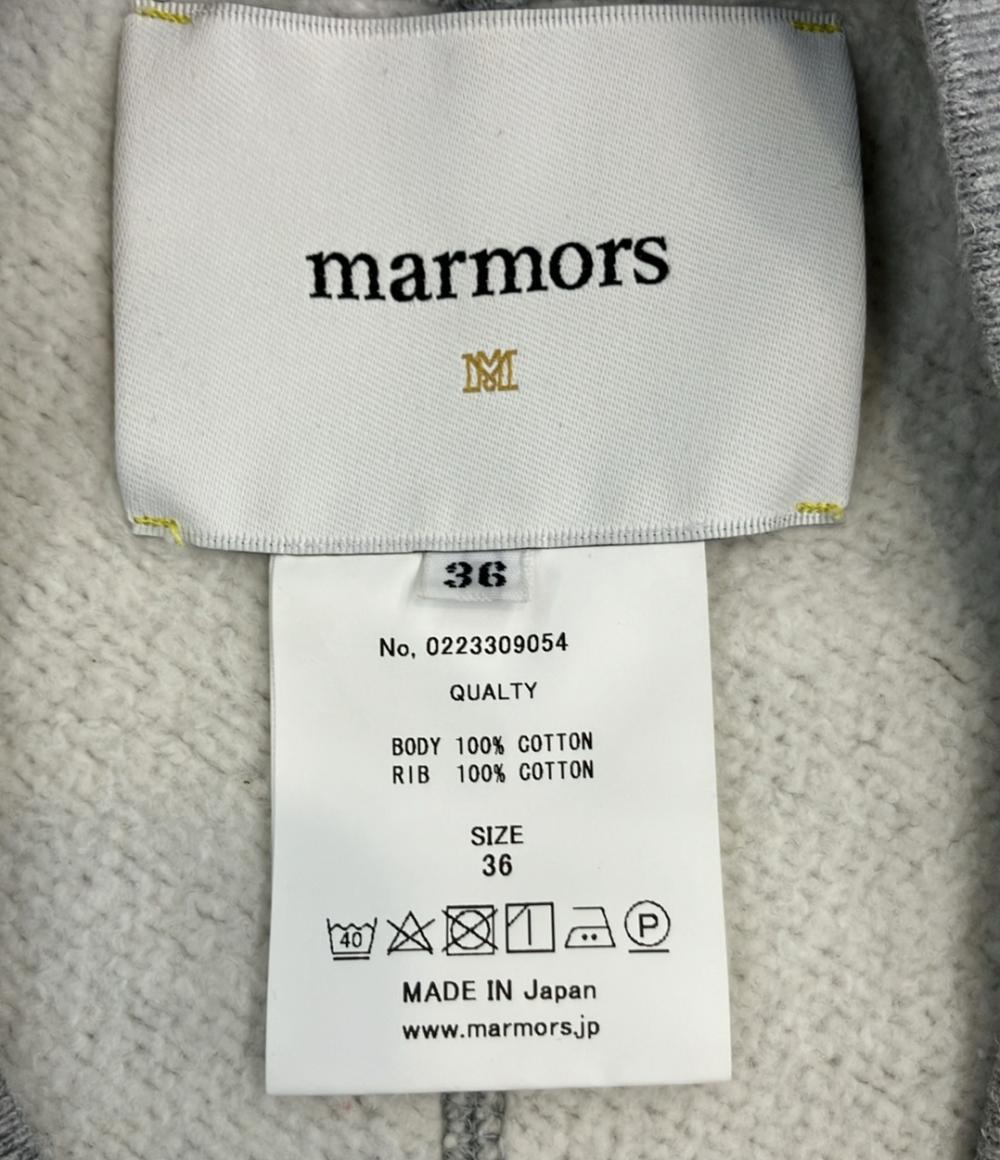 marmors
M
36
No, 0223309054
QUALTY
BODY 100% COTTON
RIB 100% COTTON
SIZE
36
40
P
MADE IN Japan
www.marmors.jp